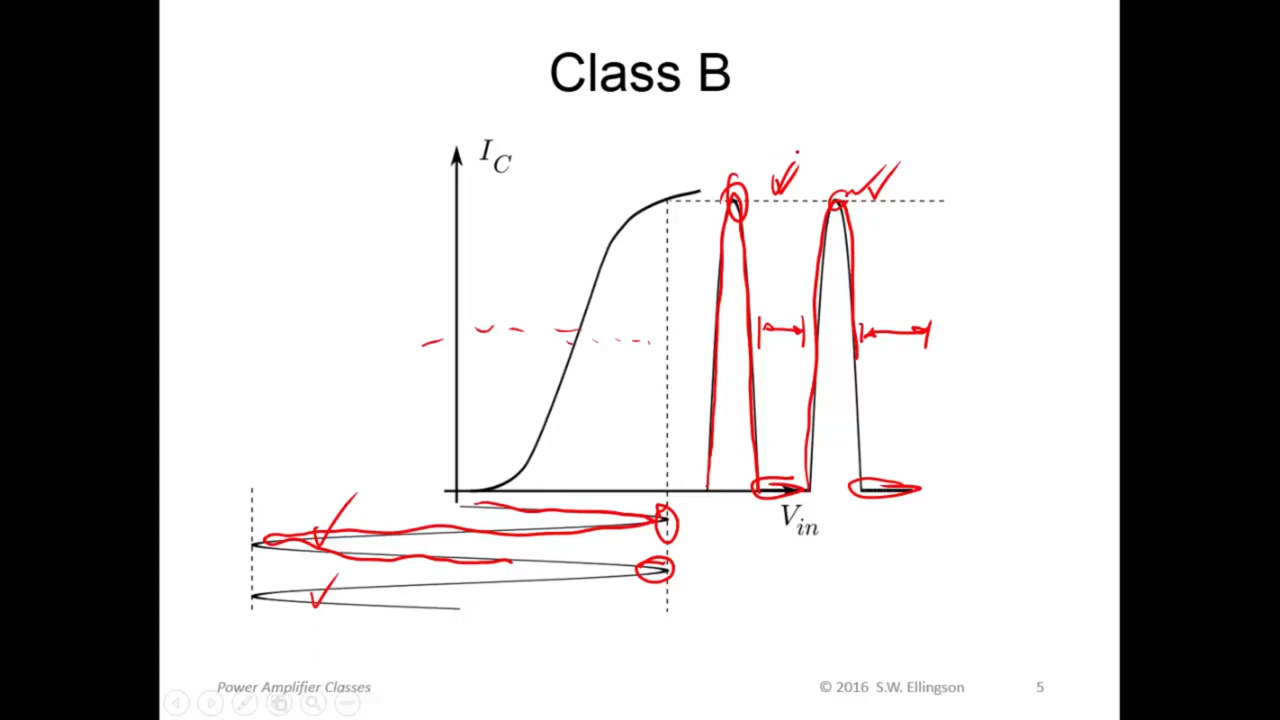 Class B
I_C
V_in
Power Amplifier Classes
© 2016 S.W. Ellingson
5